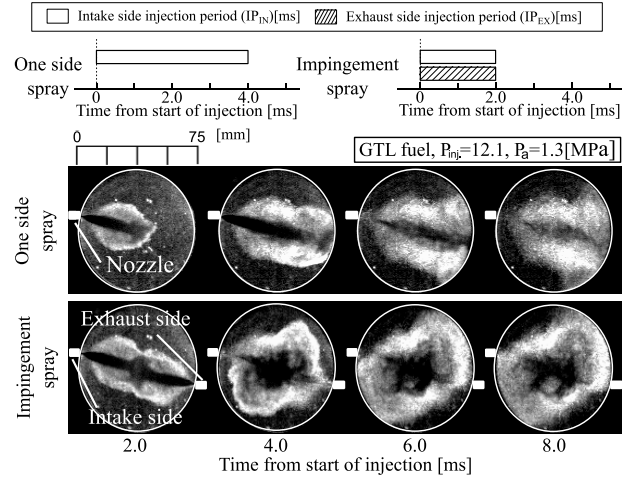 Intake side injection period (IP_IN)[ms] Exhaust side injection period (IP_EX)[ms]
One side
spray
0 2.0 4.0
Time from start of injection [ms]
Impingement
spray
0 2.0 4.0
Time from start of injection [ms]
0 75 [mm]
GTL fuel, P_inj.=12.1, P_a=1.3[MPa]
One side
spray
Nozzle
Impingement
spray
Exhaust side
Intake side
2.0 4.0 6.0 8.0
Time from start of injection [ms]